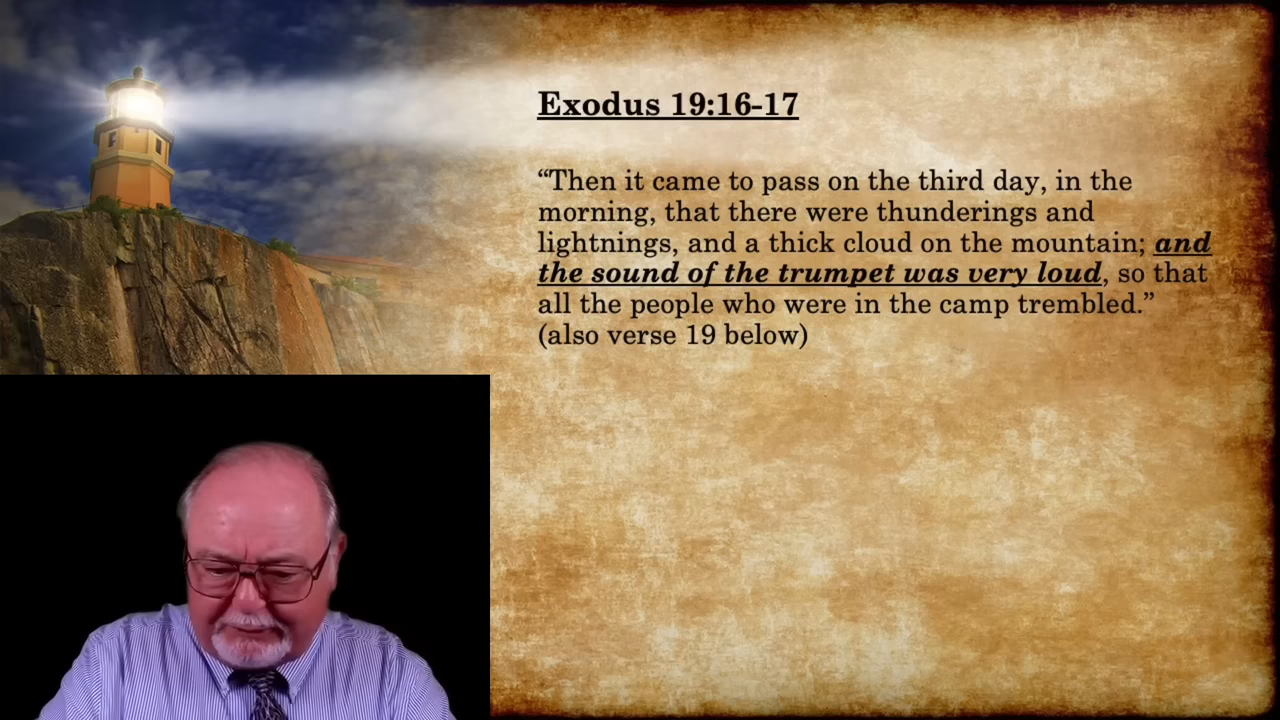 Exodus 19:16-17
“Then it came to pass on the third day, in the
morning, that there were thunderings and
lightnings, and a thick cloud on the mountain; and
the sound of the trumpet was very loud, so that
all the people who were in the camp trembled.”
(also verse 19 below)